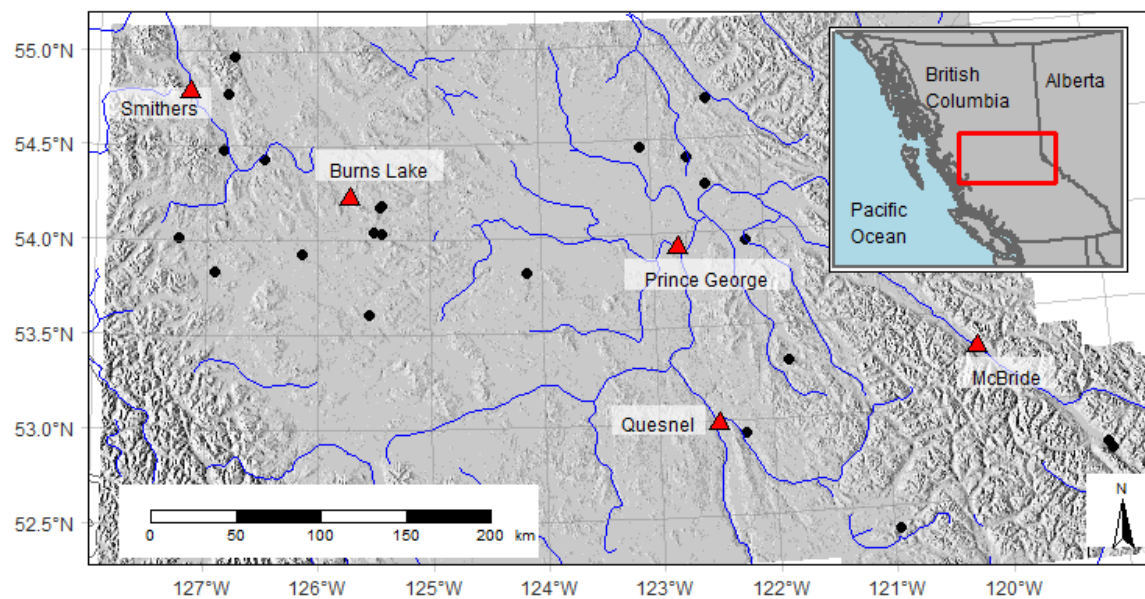 55.0°N
54.5°N
54.0°N
53.5°N
53.0°N
52.5°N
Smithers
Burns Lake
Prince George
McBride
Quesnel
British
Columbia
Alberta
Pacific
Ocean
N
0 50 100 150 200 km
127°W 126°W 125°W 124°W 123°W 122°W 121°W 120°W